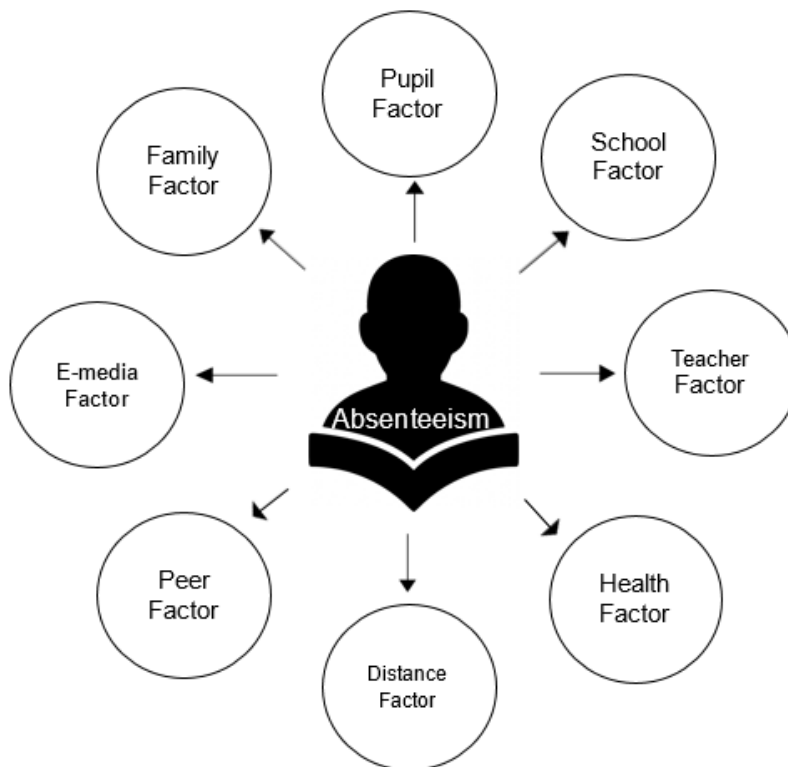 Pupil
Factor
School
Factor
Family
Factor
Teacher
Factor
E-media
Factor
Absenteeism
Peer
Factor
Health
Factor
Distance
Factor